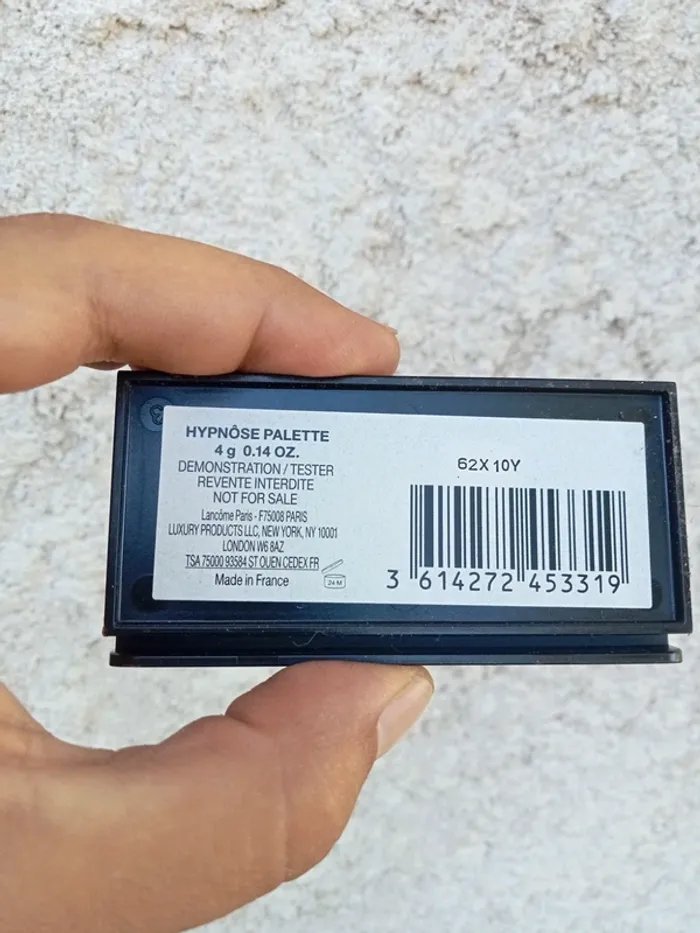 HYPNÔSE PALETTE
4 g 0.14 OZ.
DEMONSTRATION / TESTER
REVENTE INTERDITE
NOT FOR SALE
Lancôme Paris - F75008 PARIS
LUXURY PRODUCTS LLC, NEW YORK, NY 10001
LONDON W6 8AZ
TSA 75000 93584 ST OUEN CEDEX FR
Made in France
24 M
62X10Y
3 614272 453319